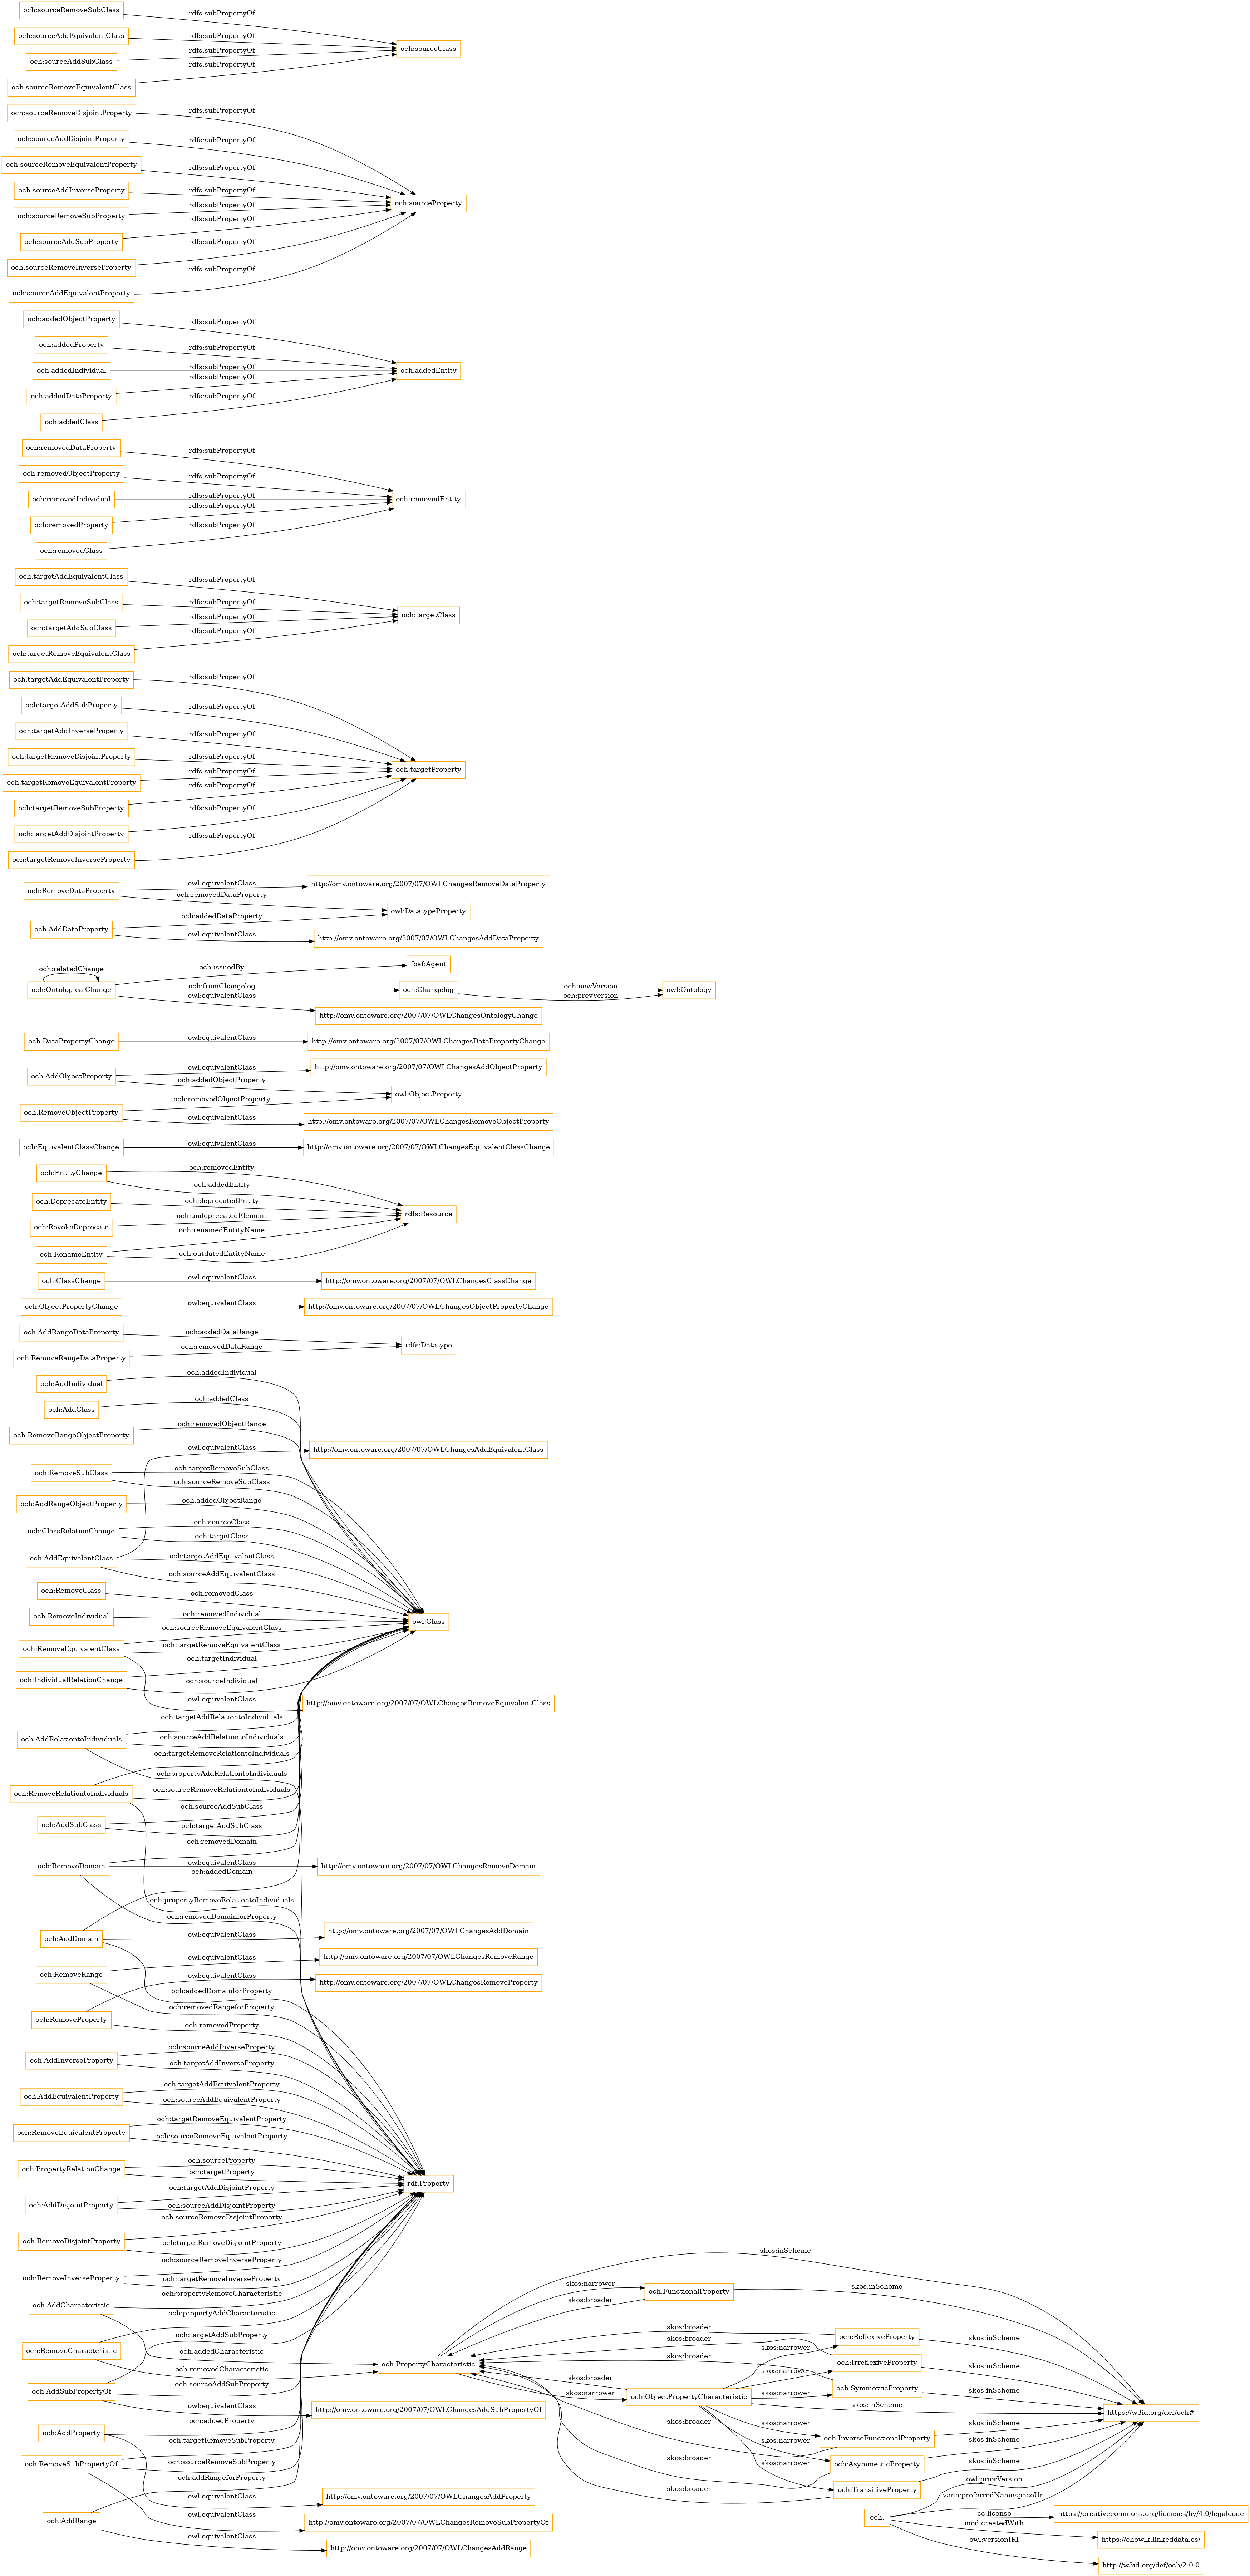 och:sourceRemoveSubClass
rdfs:subPropertyOf
och:sourceAddEquivalentClass
rdfs:subPropertyOf
och:sourceClass
rdfs:subPropertyOf
och:sourceAddSubClass
rdfs:subPropertyOf
och:sourceRemoveEquivalentClass
och:sourceRemoveDisjointProperty
rdfs:subPropertyOf
och:sourceAddDisjointProperty
rdfs:subPropertyOf
och:sourceRemoveEquivalentProperty
rdfs:subPropertyOf
och:sourceAddInverseProperty
rdfs:subPropertyOf
och:sourceProperty
rdfs:subPropertyOf
och:sourceRemoveSubProperty
rdfs:subPropertyOf
och:sourceAddSubProperty
rdfs:subPropertyOf
och:sourceRemoveInverseProperty
rdfs:subPropertyOf
och:sourceAddEquivalentProperty
och:addedObjectProperty
rdfs:subPropertyOf
och:addedProperty
rdfs:subPropertyOf
och:addedIndividual
rdfs:subPropertyOf
och:addedEntity
rdfs:subPropertyOf
och:addedDataProperty
rdfs:subPropertyOf
och:addedClass
och:removedDataProperty
rdfs:subPropertyOf
och:removedObjectProperty
rdfs:subPropertyOf
och:removedIndividual
rdfs:subPropertyOf
och:removedEntity
rdfs:subPropertyOf
och:removedProperty
rdfs:subPropertyOf
och:removedClass
och:targetAddEquivalentClass
rdfs:subPropertyOf
och:targetRemoveSubClass
rdfs:subPropertyOf
och:targetClass
rdfs:subPropertyOf
och:targetAddSubClass
rdfs:subPropertyOf
och:targetRemoveEquivalentClass
och:targetAddEquivalentProperty
rdfs:subPropertyOf
och:targetAddSubProperty
rdfs:subPropertyOf
och:targetAddInverseProperty
rdfs:subPropertyOf
och:targetRemoveDisjointProperty
rdfs:subPropertyOf
och:targetProperty
rdfs:subPropertyOf
och:targetRemoveEquivalentProperty
rdfs:subPropertyOf
och:targetRemoveSubProperty
rdfs:subPropertyOf
och:targetAddDisjointProperty
rdfs:subPropertyOf
och:targetRemoveInverseProperty
och:RemoveDataProperty
owl:equivalentClass
http://omv.ontoware.org/2007/07/OWLChangesRemoveDataProperty
och:removedDataProperty
owl:DatatypeProperty
och:addedDataProperty
och:AddDataProperty
owl:equivalentClass
http://omv.ontoware.org/2007/07/OWLChangesAddDataProperty
och:relatedChange
och:issuedBy
foaf:Agent
och:OntologicalChange
och:fromChangelog
och:Changelog
och:newVersion
och:prevVersion
owl:Ontology
owl:equivalentClass
http://omv.ontoware.org/2007/07/OWLChangesOntologyChange
och:DataPropertyChange
owl:equivalentClass
http://omv.ontoware.org/2007/07/OWLChangesDataPropertyChange
och:AddObjectProperty
owl:equivalentClass
http://omv.ontoware.org/2007/07/OWLChangesAddObjectProperty
och:addedObjectProperty
owl:ObjectProperty
och:removedObjectProperty
och:RemoveObjectProperty
owl:equivalentClass
http://omv.ontoware.org/2007/07/OWLChangesRemoveObjectProperty
och:EquivalentClassChange
owl:equivalentClass
http://omv.ontoware.org/2007/07/OWLChangesEquivalentClassChange
och:EntityChange
och:removedEntity
och:addedEntity
och:DeprecateEntity
och:deprecatedEntity
rdfs:Resource
och:undeprecatedElement
och:RevokeDeprecate
och:renamedEntityName
och:RenameEntity
och:outdatedEntityName
och:ClassChange
owl:equivalentClass
http://omv.ontoware.org/2007/07/OWLChangesClassChange
och:ObjectPropertyChange
owl:equivalentClass
http://omv.ontoware.org/2007/07/OWLChangesObjectPropertyChange
och:AddRangeDataProperty
och:addedDataRange
rdfs:Datatype
och:removedDataRange
och:RemoveRangeDataProperty
och:AddIndividual
och:addedIndividual
och:AddClass
och:addedClass
och:RemoveRangeObjectProperty
och:removedObjectRange
owl:equivalentClass
http://omv.ontoware.org/2007/07/OWLChangesAddEquivalentClass
och:RemoveSubClass
och:targetRemoveSubClass
och:sourceRemoveSubClass
och:AddRangeObjectProperty
och:addedObjectRange
och:ClassRelationChange
och:sourceClass
och:targetClass
och:AddEquivalentClass
och:targetAddEquivalentClass
och:sourceAddEquivalentClass
och:RemoveClass
och:removedClass
och:RemoveIndividual
och:removedIndividual
owl:Class
och:sourceRemoveEquivalentClass
och:RemoveEquivalentClass
och:targetRemoveEquivalentClass
och:targetIndividual
och:IndividualRelationChange
och:sourceIndividual
owl:equivalentClass
http://omv.ontoware.org/2007/07/OWLChangesRemoveEquivalentClass
och:targetAddRelationtoIndividuals
och:AddRelationtoIndividuals
och:sourceAddRelationtoIndividuals
och:targetRemoveRelationtoIndividuals
och:propertyAddRelationtoIndividuals
och:RemoveRelationtoIndividuals
och:sourceRemoveRelationtoIndividuals
och:sourceAddSubClass
och:AddSubClass
och:targetAddSubClass
och:removedDomain
och:RemoveDomain
owl:equivalentClass
http://omv.ontoware.org/2007/07/OWLChangesRemoveDomain
och:addedDomain
och:propertyRemoveRelationtoIndividuals
och:removedDomainforProperty
och:AddDomain
owl:equivalentClass
http://omv.ontoware.org/2007/07/OWLChangesAddDomain
owl:equivalentClass
http://omv.ontoware.org/2007/07/OWLChangesRemoveRange
och:RemoveRange
owl:equivalentClass
http://omv.ontoware.org/2007/07/OWLChangesRemoveProperty
och:addedDomainforProperty
och:removedRangeforProperty
och:RemoveProperty
och:removedProperty
och:sourceAddInverseProperty
och:AddInverseProperty
och:targetAddInverseProperty
och:targetAddEquivalentProperty
och:AddEquivalentProperty
och:sourceAddEquivalentProperty
och:targetRemoveEquivalentProperty
och:RemoveEquivalentProperty
och:sourceRemoveEquivalentProperty
och:sourceProperty
och:PropertyRelationChange
och:targetProperty
rdf:Property
och:targetAddDisjointProperty
och:AddDisjointProperty
och:sourceAddDisjointProperty
och:sourceRemoveDisjointProperty
och:RemoveDisjointProperty
och:targetRemoveDisjointProperty
och:sourceRemoveInverseProperty
och:RemoveInverseProperty
och:targetRemoveInverseProperty
och:propertyRemoveCharacteristic
och:AddCharacteristic
och:propertyAddCharacteristic
och:targetAddSubProperty
och:RemoveCharacteristic
och:addedCharacteristic
och:removedCharacteristic
och:AddSubPropertyOf
och:sourceAddSubProperty
owl:equivalentClass
http://omv.ontoware.org/2007/07/OWLChangesAddSubPropertyOf
och:addedProperty
och:AddProperty
och:targetRemoveSubProperty
och:RemoveSubPropertyOf
och:sourceRemoveSubProperty
och:addRangeforProperty
owl:equivalentClass
http://omv.ontoware.org/2007/07/OWLChangesAddProperty
och:AddRange
owl:equivalentClass
http://omv.ontoware.org/2007/07/OWLChangesRemoveSubPropertyOf
owl:equivalentClass
http://omv.ontoware.org/2007/07/OWLChangesAddRange
skos:inScheme
skos:narrower
och:FunctionalProperty
skos:inScheme
skos:broader
skos:broader
och:ReflexiveProperty
skos:inScheme
skos:broader
skos:narrower
och:PropertyCharacteristic
skos:broader
och:IrreflexiveProperty
skos:inScheme
skos:narrower
skos:broader
och:SymmetricProperty
skos:inScheme
skos:narrower
och:ObjectPropertyCharacteristic
skos:narrower
skos:inScheme
https://w3id.org/def/och#
skos:broader
skos:narrower
och:InverseFunctionalProperty
skos:inScheme
skos:narrower
skos:inScheme
skos:broader
skos:narrower
och:AsymmetricProperty
skos:inScheme
skos:broader
och:TransitiveProperty
owl:priorVersion
vann:preferredNamespaceUri
och:
cc:license
https://creativecommons.org/licenses/by/4.0/legalcode
mod:createdWith
https://chowlk.linkeddata.es/
owl:versionIRI
http://w3id.org/def/och/2.0.0